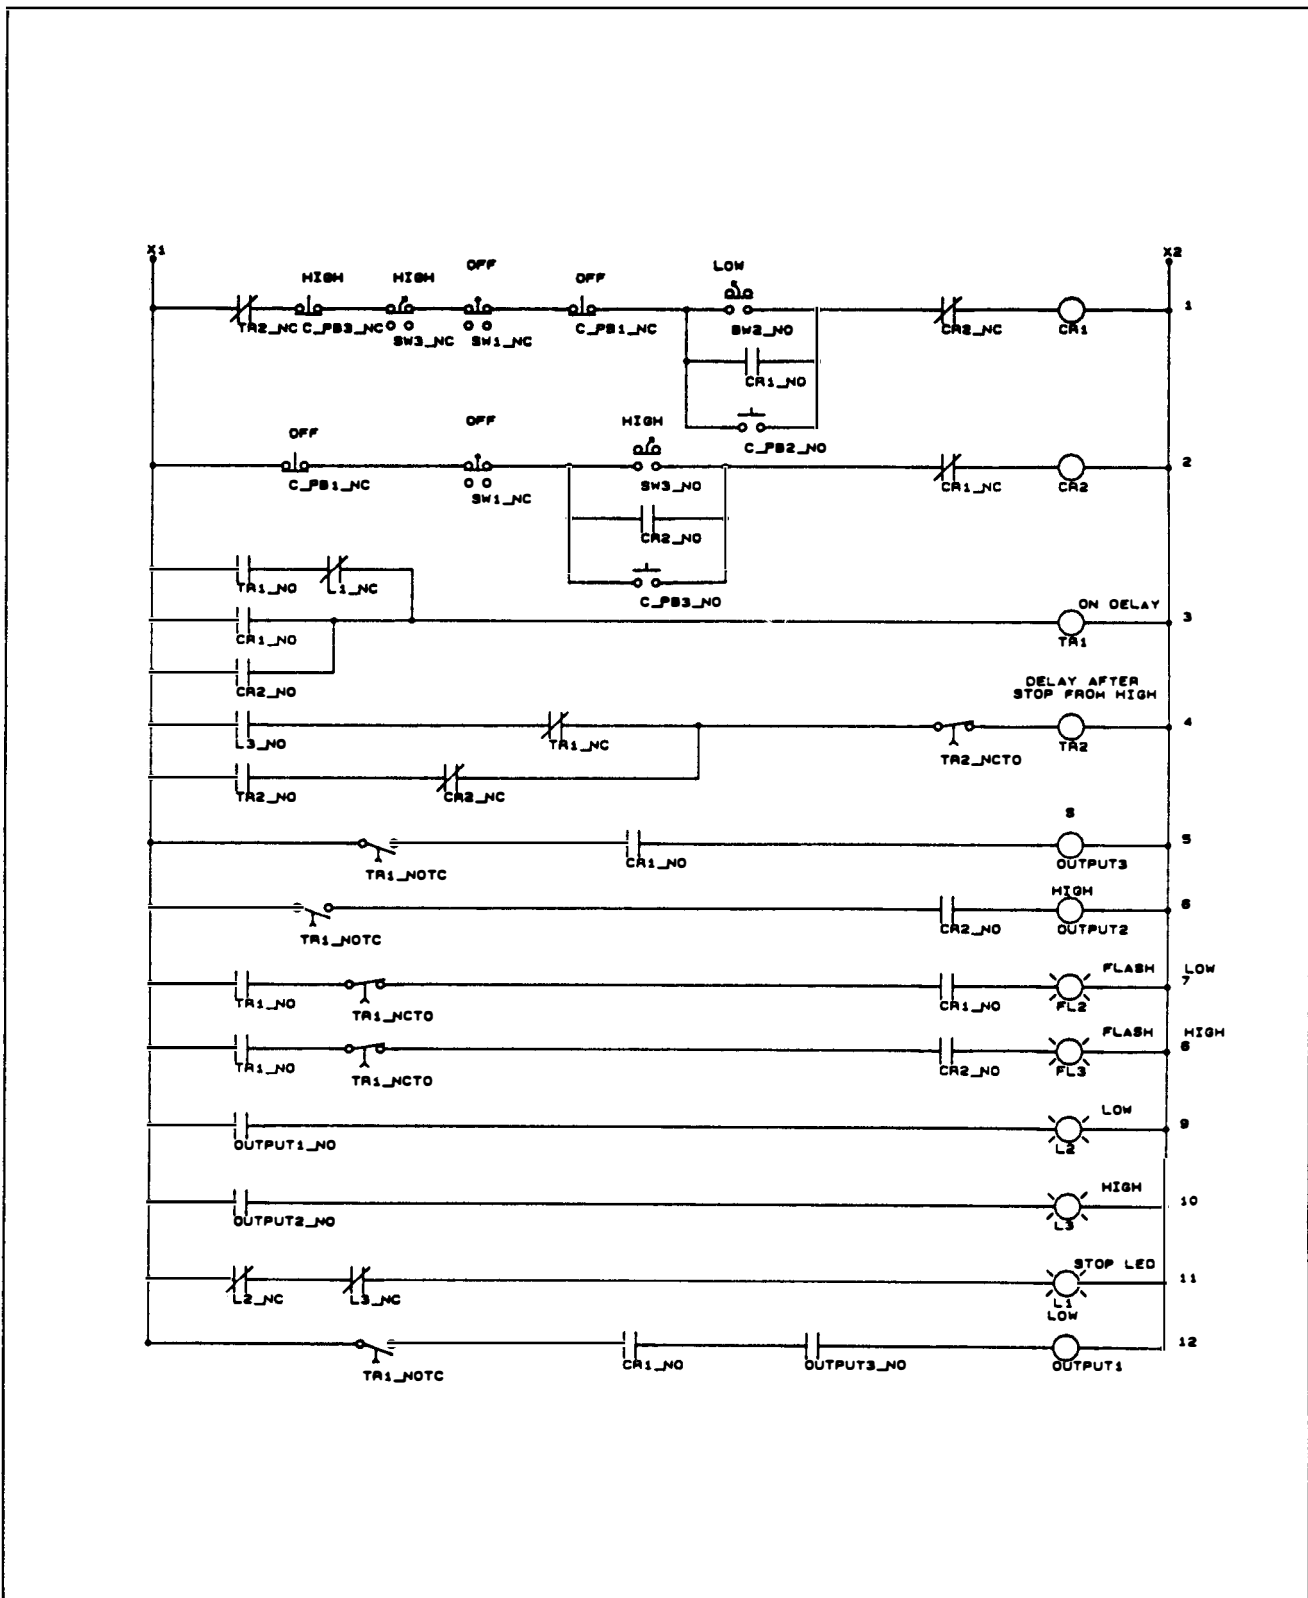 X1 X2
OFF LOW
HIGH HIGH OFF
1
TR2_NC C_PB3_NC C_PB1_NC SW2_NO CR2_NC CR1
SW3_NC SW1_NC
CR1_NO
OFF HIGH
OFF
C_PB2_NO
2
C_PB1_NC SW3_NO CR1_NC CR2
SW1_NC
CR2_NO
TR1_NO L1_NC
C_PB3_NO ON DELAY
3
CR1_NO TR1
CR2_NO DELAY AFTER
STOP FROM HIGH
4
L3_NO TR1_NC TR2
TR2_NCTO
TR2_NO CR2_NC
S
5
CR1_NO OUTPUT3
TR1_NOTC
HIGH
6
CR2_NO OUTPUT2
TR1_NOTC
FLASH LOW
7
TR1_NO CR1_NO FL2
TR1_NCTO
FLASH HIGH
8
TR1_NO CR2_NO FL3
TR1_NCTO
LOW
9
OUTPUT1_NO L2
HIGH
10
OUTPUT2_NO L3
STOP LED
11
L2_NC L3_NC L1
LOW
12
CR1_NO OUTPUT3_NO OUTPUT1
TR1_NOTC